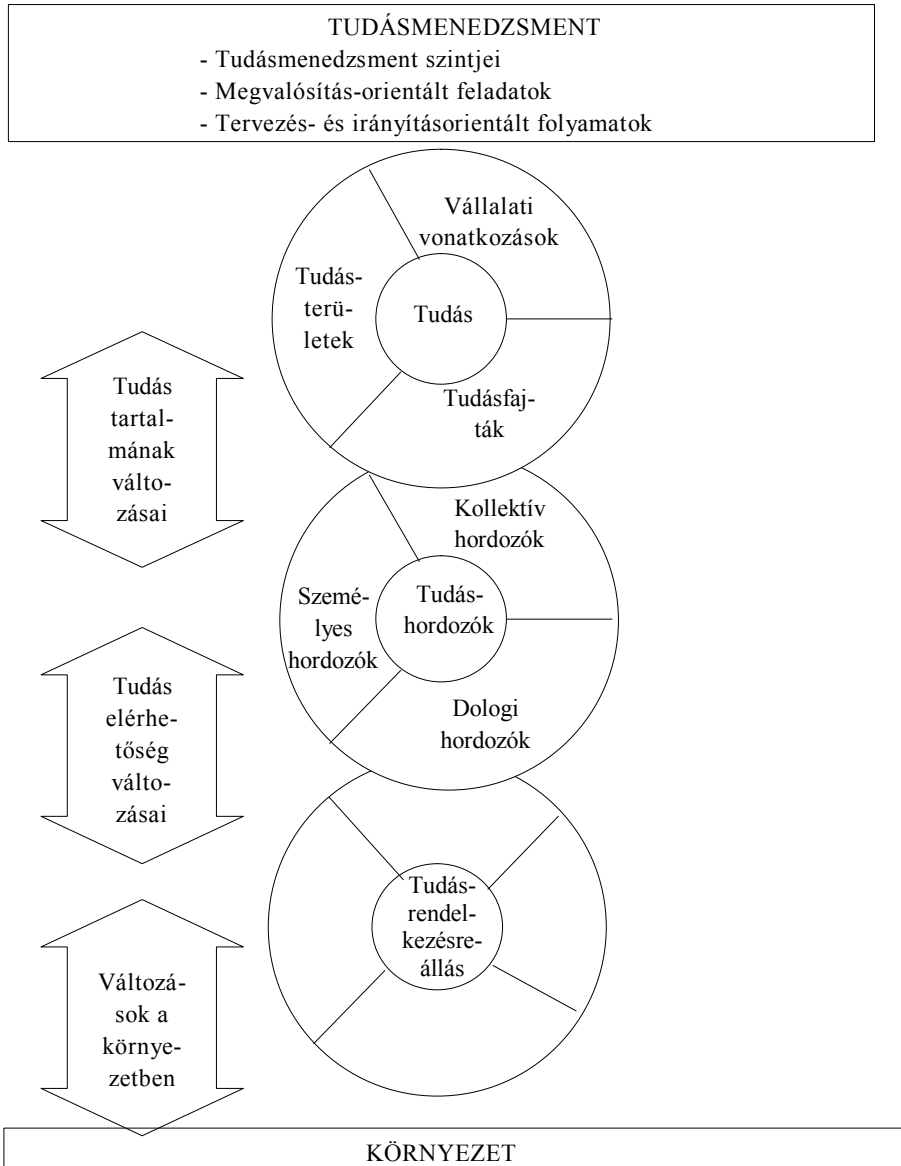 TUDÁSMENEDZSMENT
- Tudásmenedzsment szintjei
- Megvalósítás-orientált feladatok
- Tervezés- és irányításorientált folyamatok
Vállalati
vonatkozások
Tudás-
terü-
letek
Tudás
Tudásfaj-
ták
Tudás
tartal-
mának
válto-
zásai
Kollektív
hordozók
Szemé-
lyes
hordozók
Tudás-
hordozók
Dologi
hordozók
Tudás
elérhe-
tőség
válto-
zásai
Tudás-
rendel-
kezésre-
állás
Változá-
sok a
környe-
zetben
KÖRNYEZET